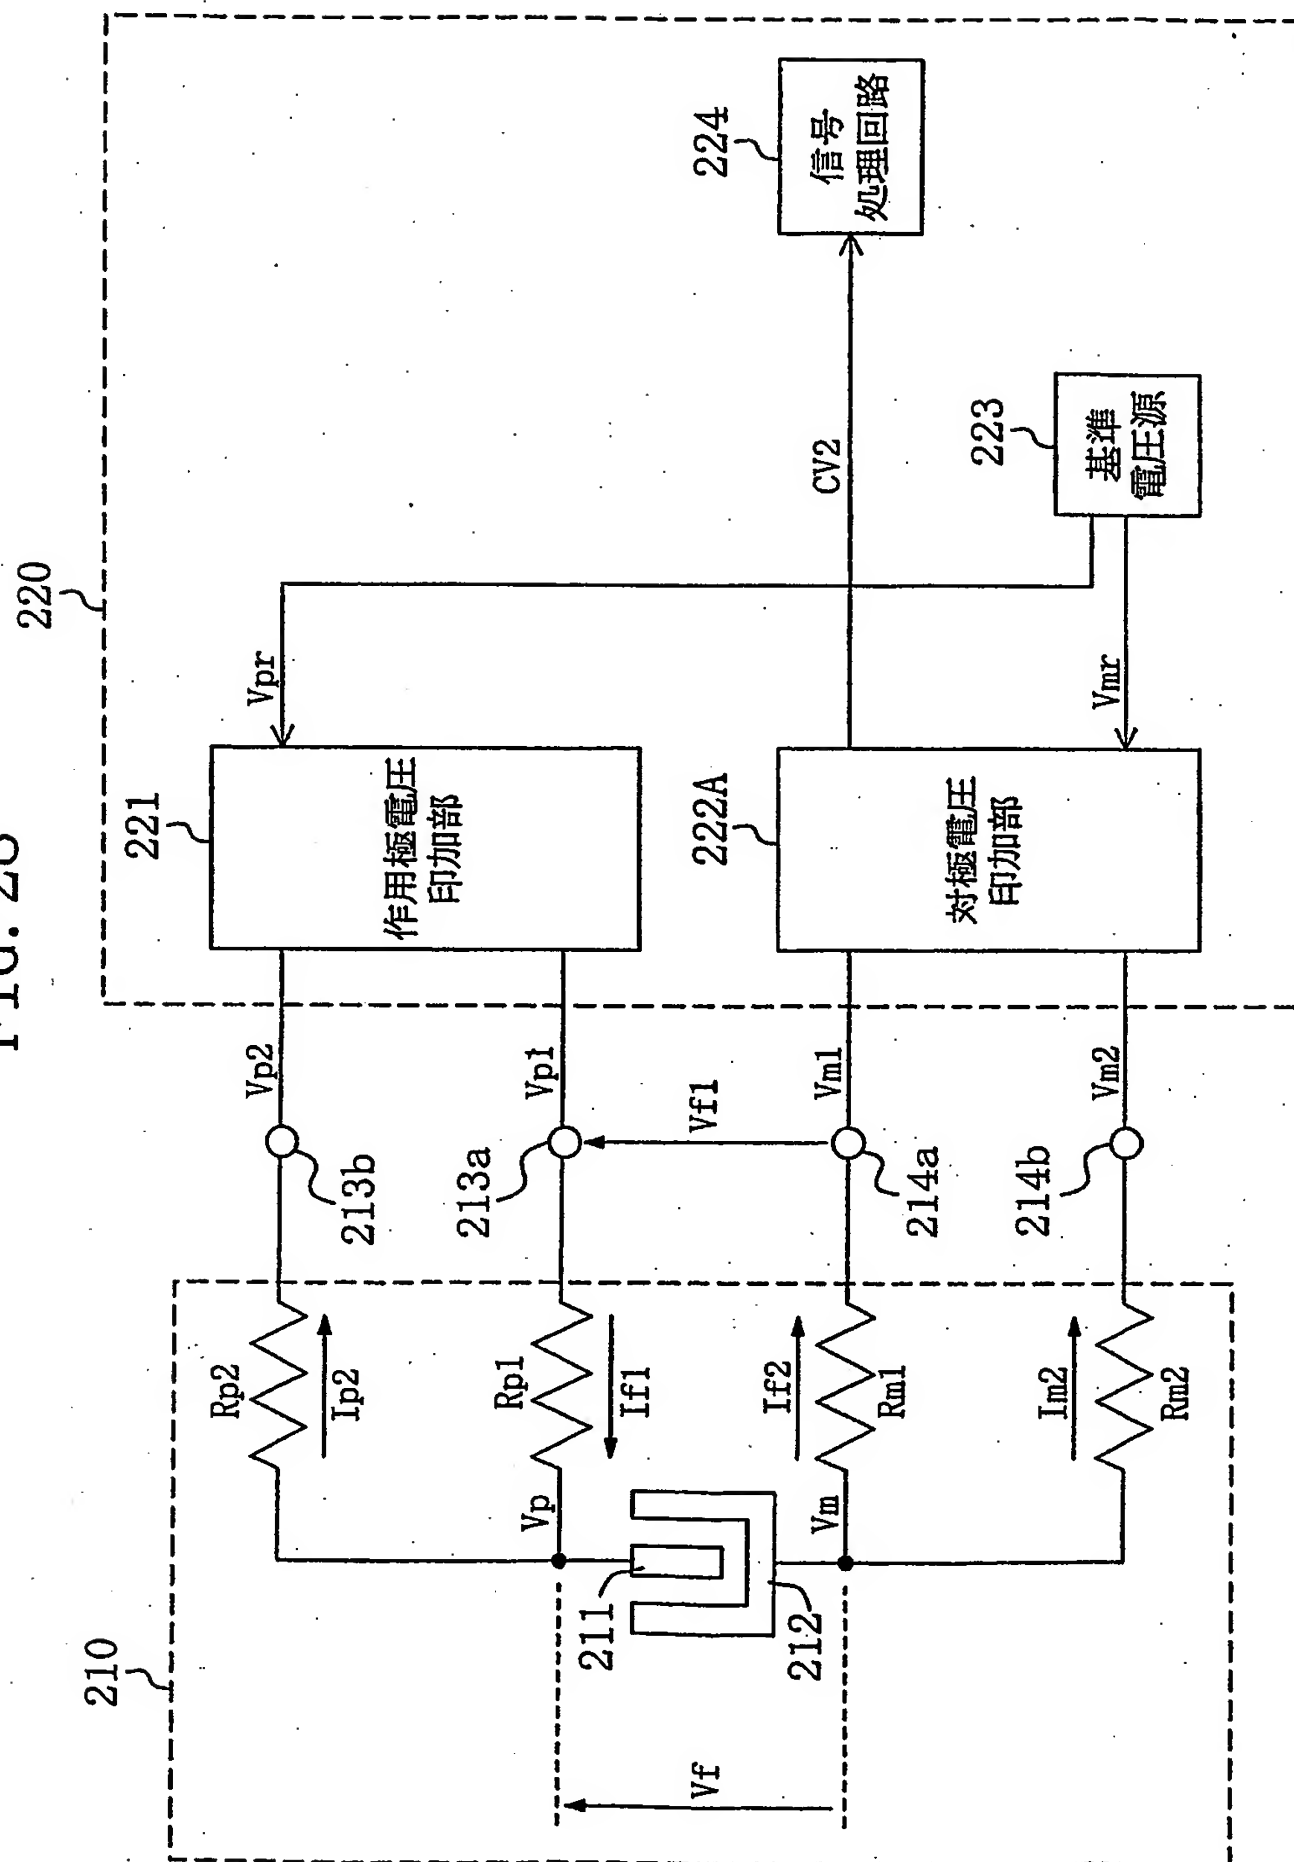 FIG.
220
210
Rp2
Ip2
213b
Vp2
Vpr
221
作用極電圧
印加部
Vp
Rp1
If1
213a
Vp1
211
Vf
Vf1
212
Vm
If2
Rm1
214a
Vm1
222A
対極電圧
印加部
CV2
224
信号
処理回路
Im2
Rm2
214b
Vm2
Vmr
223
基準
電圧源